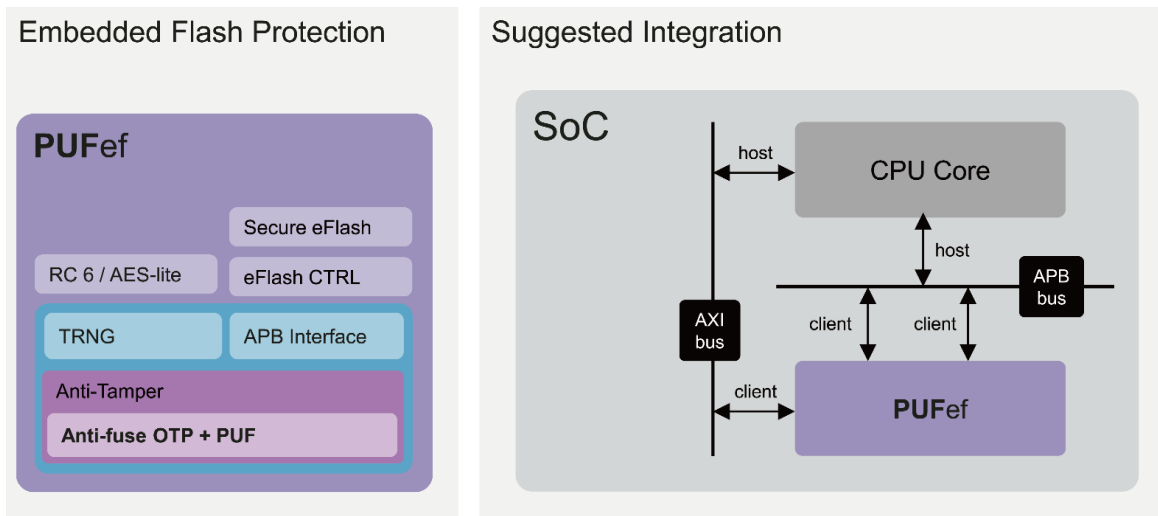 Embedded Flash Protection
PUFef
Secure eFlash
RC 6 / AES-lite
eFlash CTRL
TRNG
APB Interface
Anti-Tamper
Anti-fuse OTP + PUF
Suggested Integration
SoC
host
CPU Core
host
APB
bus
AXI
bus
client
client
client
PUFef